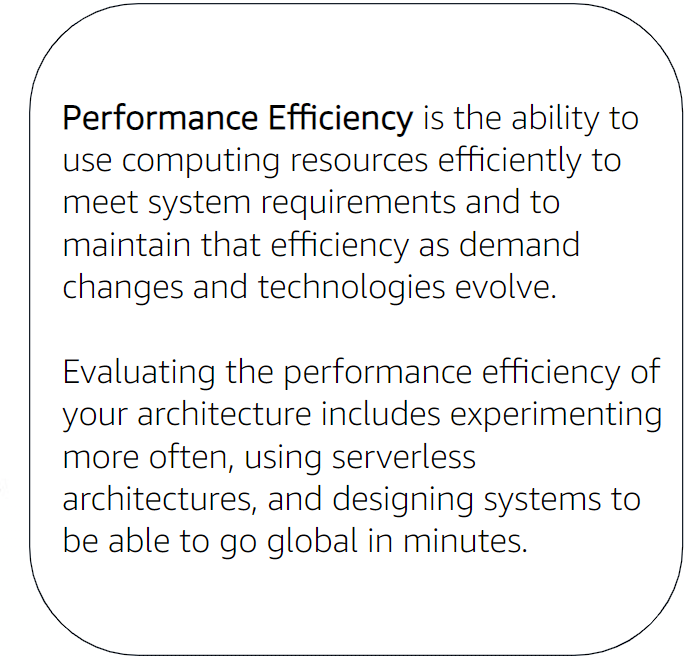 Performance Efficiency is the ability to
use computing resources efficiently to
meet system requirements and to
maintain that efficiency as demand
changes and technologies evolve.
Evaluating the performance efficiency of
your architecture includes experimenting
more often, using serverless
architectures, and designing systems to
be able to go global in minutes.